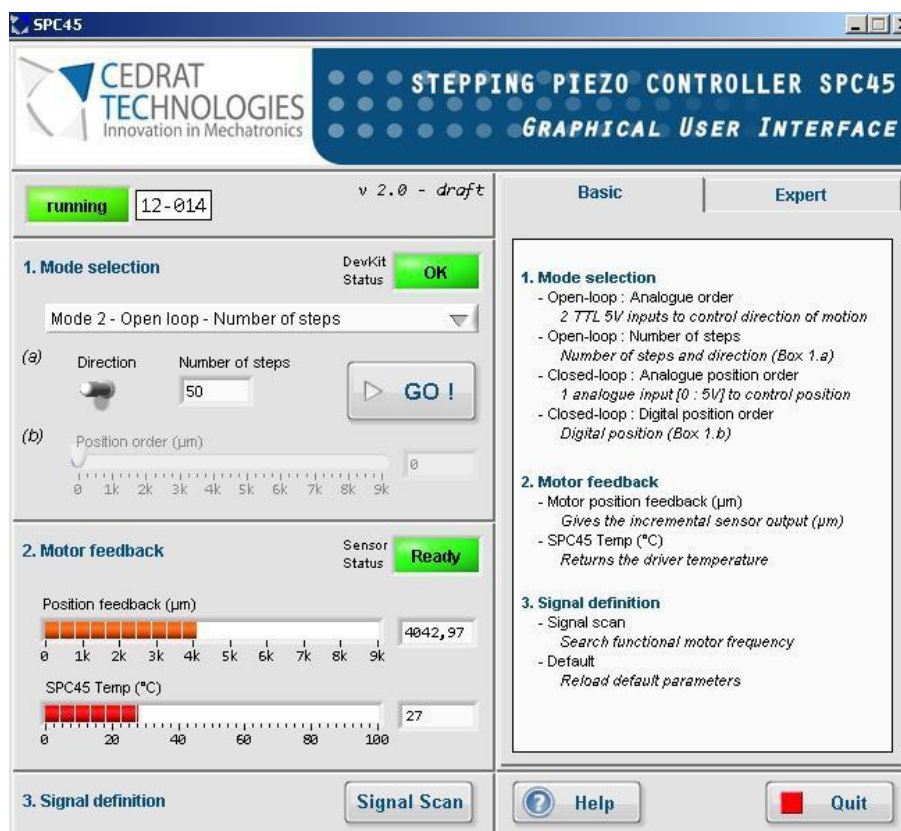 SPC45
CEDRAT
TECHNOLOGIES
Innovation in Mechatronics
STEPPING PIEZO CONTROLLER SPC45
GRAPHICAL USER INTERFACE
running
12-014
v 2.0 - draft
1. Mode selection
DevKit
Status
OK
Mode 2 - Open loop - Number of steps
(a)
Direction
Number of steps
50
GO !
(b)
Position order (µm)
0
0 1k 2k 3k 4k 5k 6k 7k 8k 9k
2. Motor feedback
Sensor
Status
Ready
Position feedback (µm)
4042,97
0 1k 2k 3k 4k 5k 6k 7k 8k 9k
SPC45 Temp (°C)
27
0 20 40 60 80 100
3. Signal definition
Signal Scan
Basic
Expert
1. Mode selection
- Open-loop : Analogue order
2 TTL 5V inputs to control direction of motion
- Open-loop : Number of steps
Number of steps and direction (Box 1.a)
- Closed-loop : Analogue position order
1 analogue input [0 : 5V] to control position
- Closed-loop : Digital position order
Digital position (Box 1.b)
2. Motor feedback
- Motor position feedback (µm)
Gives the incremental sensor output (µm)
- SPC45 Temp (°C)
Returns the driver temperature
3. Signal definition
- Signal scan
Search functional motor frequency
- Default
Reload default parameters
Help
Quit